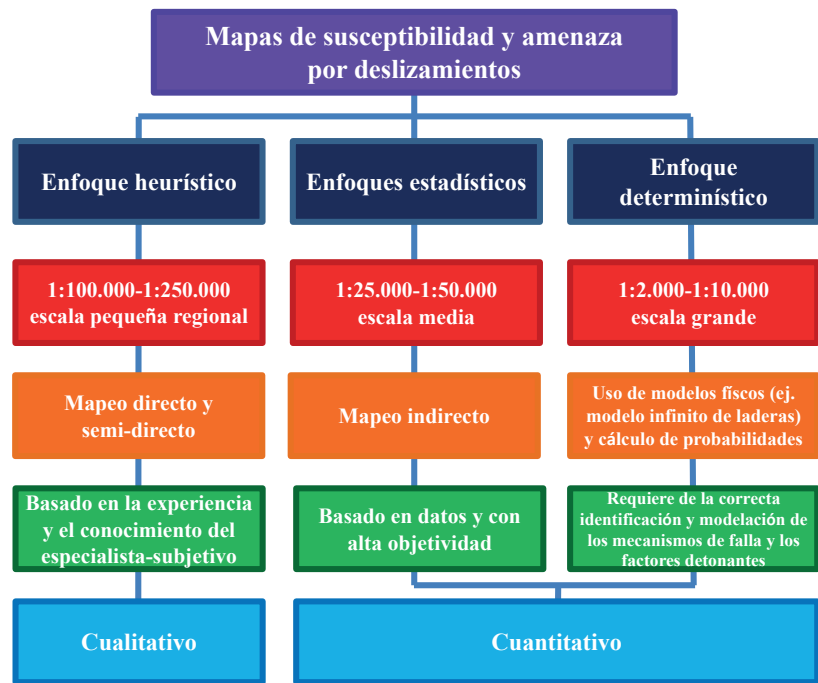 Mapas de susceptibilidad y amenaza
por deslizamientos
Enfoque heurístico
Enfoques estadísticos
Enfoque
determinístico
1:100.000-1:250.000
escala pequeña regional
1:25.000-1:50.000
escala media
1:2.000-1:10.000
escala grande
Mapeo directo y
semi-directo
Mapeo indirecto
Uso de modelos físcos (ej.
modelo infinito de laderas)
y cálculo de probabilidades
Basado en la experiencia
y el conocimiento del
especialista-subjetivo
Basado en datos y con
alta objetividad
Requiere de la correcta
identificación y modelación de
los mecanismos de falla y los
factores detonantes
Cualitativo
Cuantitativo